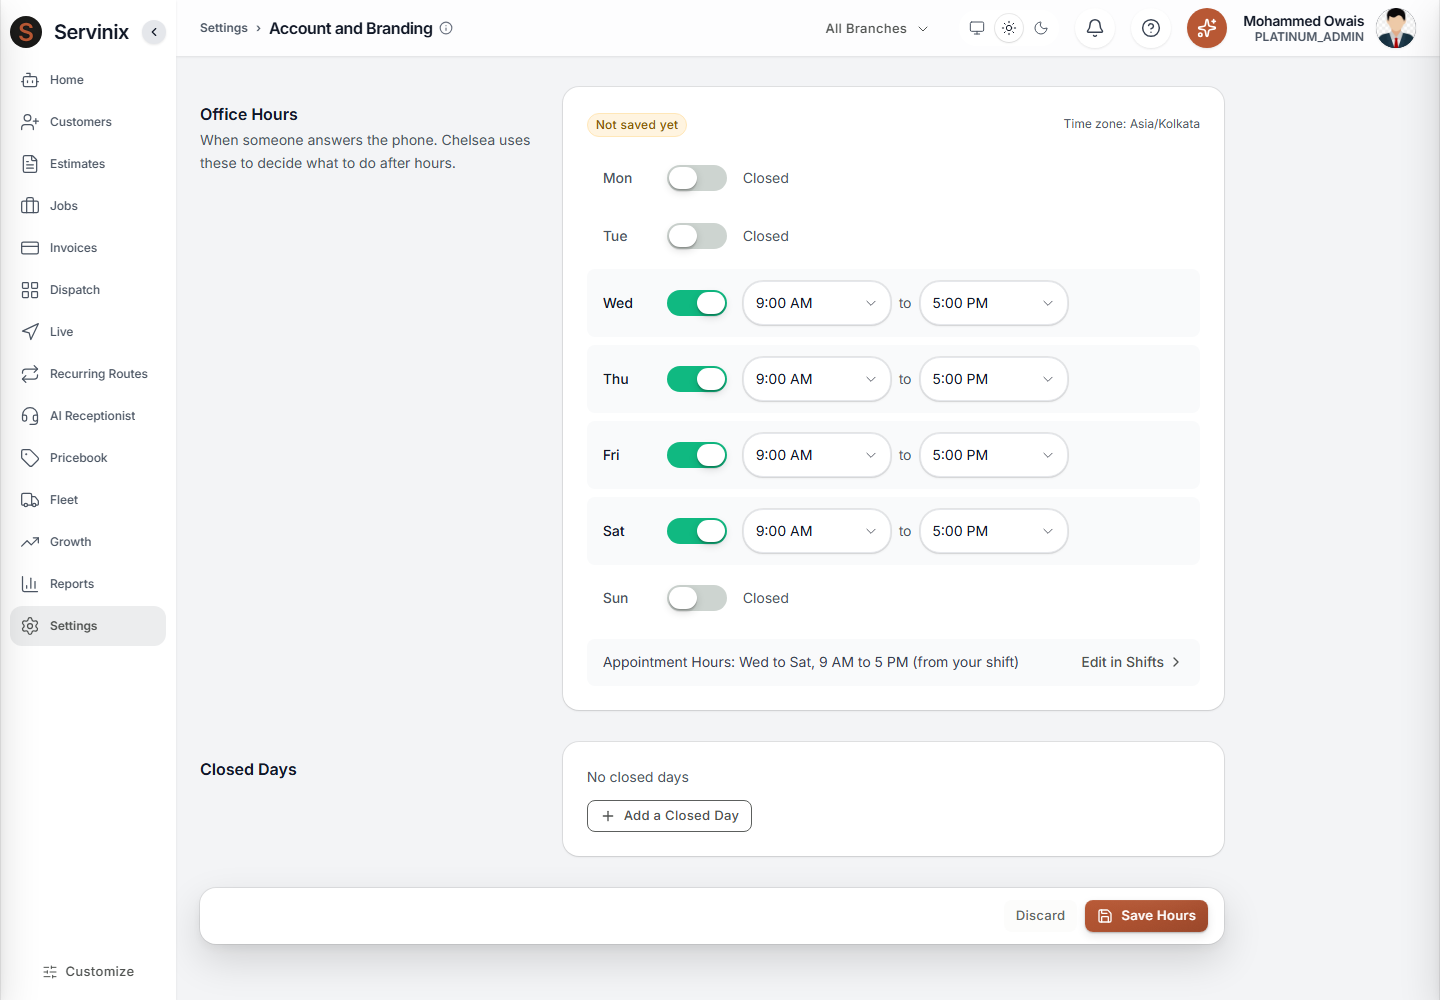 S Servinix
Home
Customers
Estimates
Jobs
Invoices
Dispatch
Live
Recurring Routes
AI Receptionist
Pricebook
Fleet
Growth
Reports
Settings
Customize
Settings › Account and Branding
All Branches
Mohammed Owais
PLATINUM_ADMIN
Office Hours
When someone answers the phone. Chelsea uses
these to decide what to do after hours.
Not saved yet
Time zone: Asia/Kolkata
Mon Closed
Tue Closed
Wed 9:00 AM to 5:00 PM
Thu 9:00 AM to 5:00 PM
Fri 9:00 AM to 5:00 PM
Sat 9:00 AM to 5:00 PM
Sun Closed
Appointment Hours: Wed to Sat, 9 AM to 5 PM (from your shift) Edit in Shifts
Closed Days
No closed days
+ Add a Closed Day
Discard Save Hours